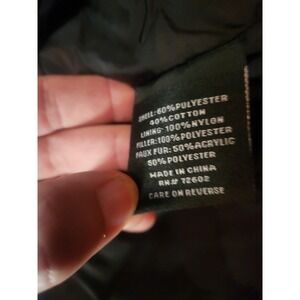 SHELL: 60%POLYESTER
40%COTTON
LINING: 100%NYLON
FILLER: 100%POLYESTER
FAUX FUR: 50%ACRYLIC
50%POLYESTER
MADE IN CHINA
RN# 72602
CARE ON REVERSE